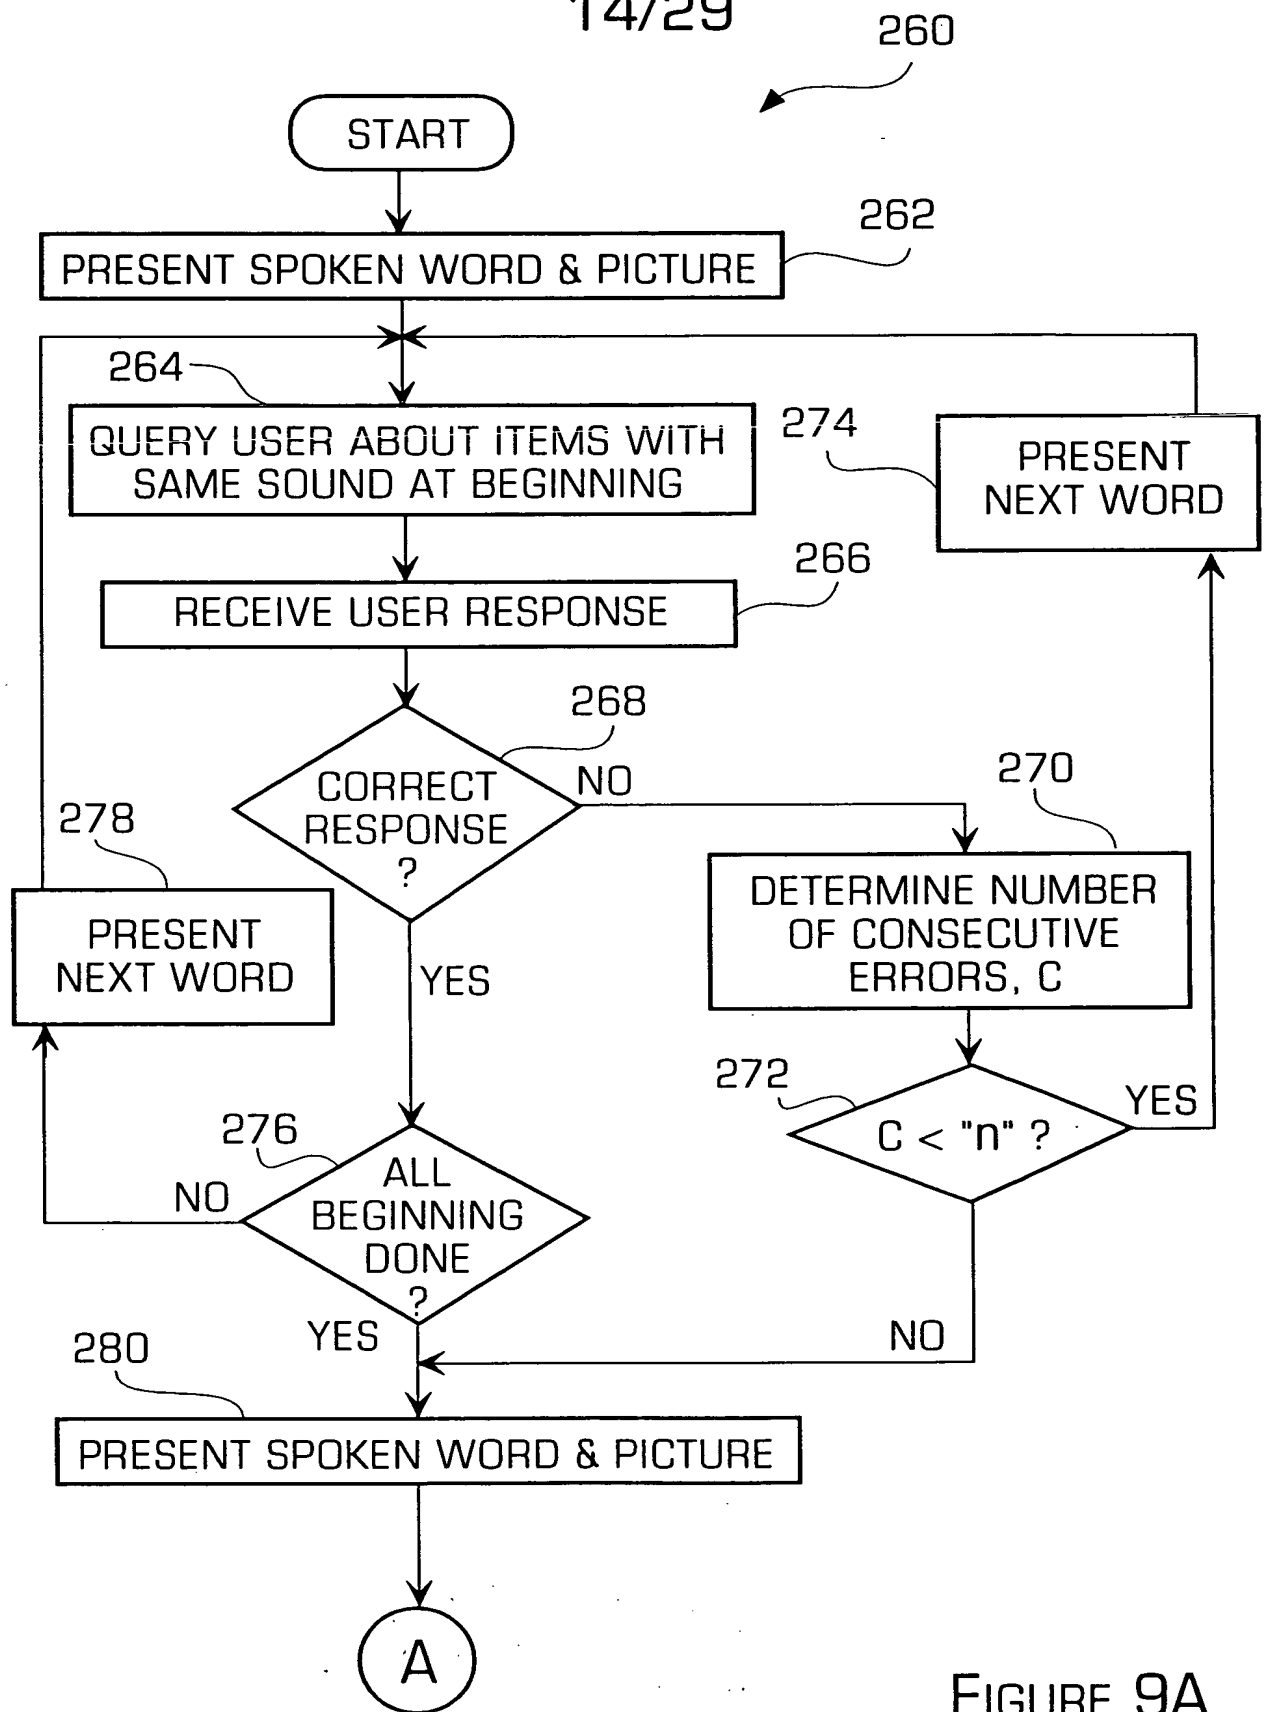 14/29
260
START
262
PRESENT SPOKEN WORD & PICTURE
264
QUERY USER ABOUT ITEMS WITH
SAME SOUND AT BEGINNING
274
PRESENT
NEXT WORD
266
RECEIVE USER RESPONSE
268
CORRECT
RESPONSE
?
NO
270
DETERMINE NUMBER
OF CONSECUTIVE
ERRORS, C
278
PRESENT
NEXT WORD
YES
272
C < "n" ?
YES
276
ALL
BEGINNING
DONE
?
NO
YES
NO
280
PRESENT SPOKEN WORD & PICTURE
A
FIGURE 9A